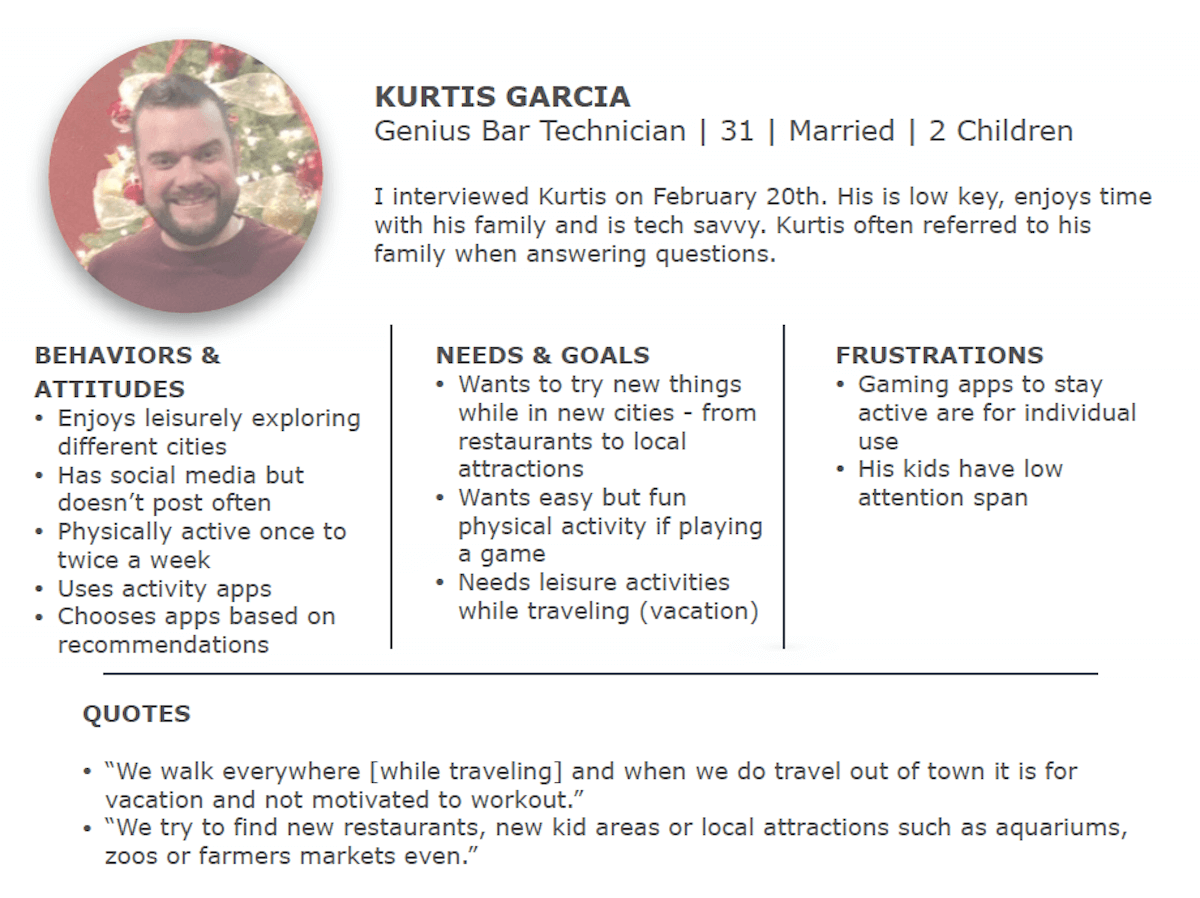 KURTIS GARCIA
Genius Bar Technician | 31 | Married | 2 Children
I interviewed Kurtis on February 20th. His is low key, enjoys time
with his family and is tech savvy. Kurtis often referred to his
family when answering questions.
BEHAVIORS &
ATTITUDES
• Enjoys leisurely exploring
different cities
• Has social media but
doesn’t post often
• Physically active once to
twice a week
• Uses activity apps
• Chooses apps based on
recommendations
NEEDS & GOALS
• Wants to try new things
while in new cities - from
restaurants to local
attractions
• Wants easy but fun
physical activity if playing
a game
• Needs leisure activities
while traveling (vacation)
FRUSTRATIONS
• Gaming apps to stay
active are for individual
use
• His kids have low
attention span
QUOTES
• “We walk everywhere [while traveling] and when we do travel out of town it is for
vacation and not motivated to workout.”
• “We try to find new restaurants, new kid areas or local attractions such as aquariums,
zoos or farmers markets even.”